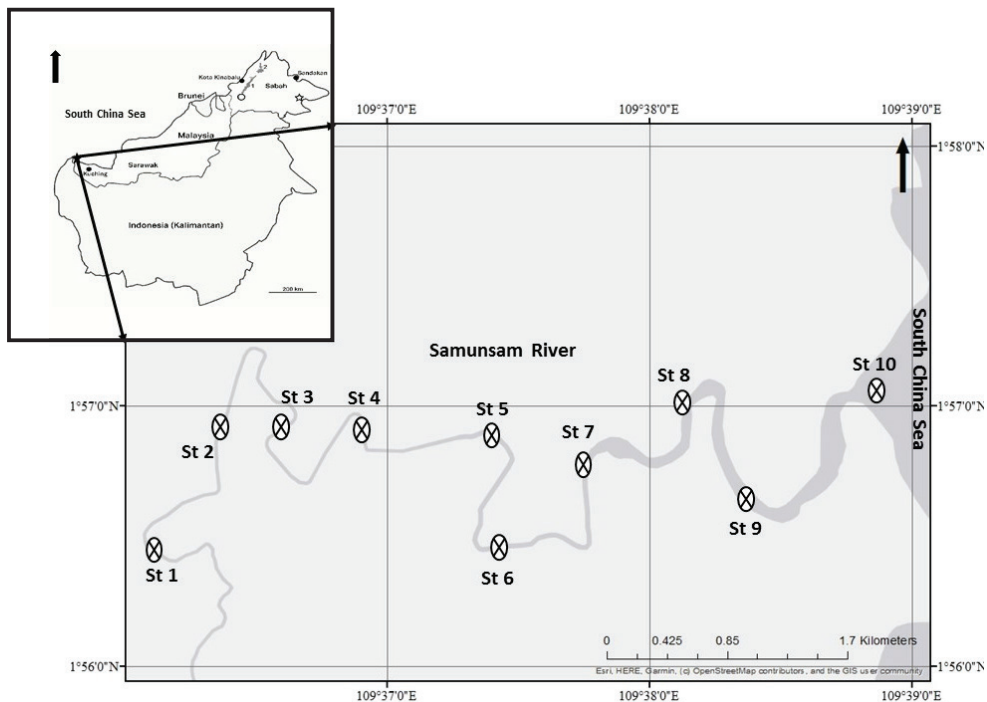 Kota Kinabalu
Sandakan
Sabah
Brunei
South China Sea
Malaysia
Sarawak
Kuching
Indonesia (Kalimantan)
200 km
109°37'0"E
109°38'0"E
109°39'0"E
1°58'0"N
1°58'0"N
Samunsam River
South China Sea
St 10
St 8
St 3
St 4
St 5
1°57'0"N
1°57'0"N
St 2
St 7
St 9
St 1
St 6
0 0.425 0.85 1.7 Kilometers
Esri, HERE, Garmin, (c) OpenStreetMap contributors, and the GIS user community
1°56'0"N
1°56'0"N
109°37'0"E
109°38'0"E
109°39'0"E